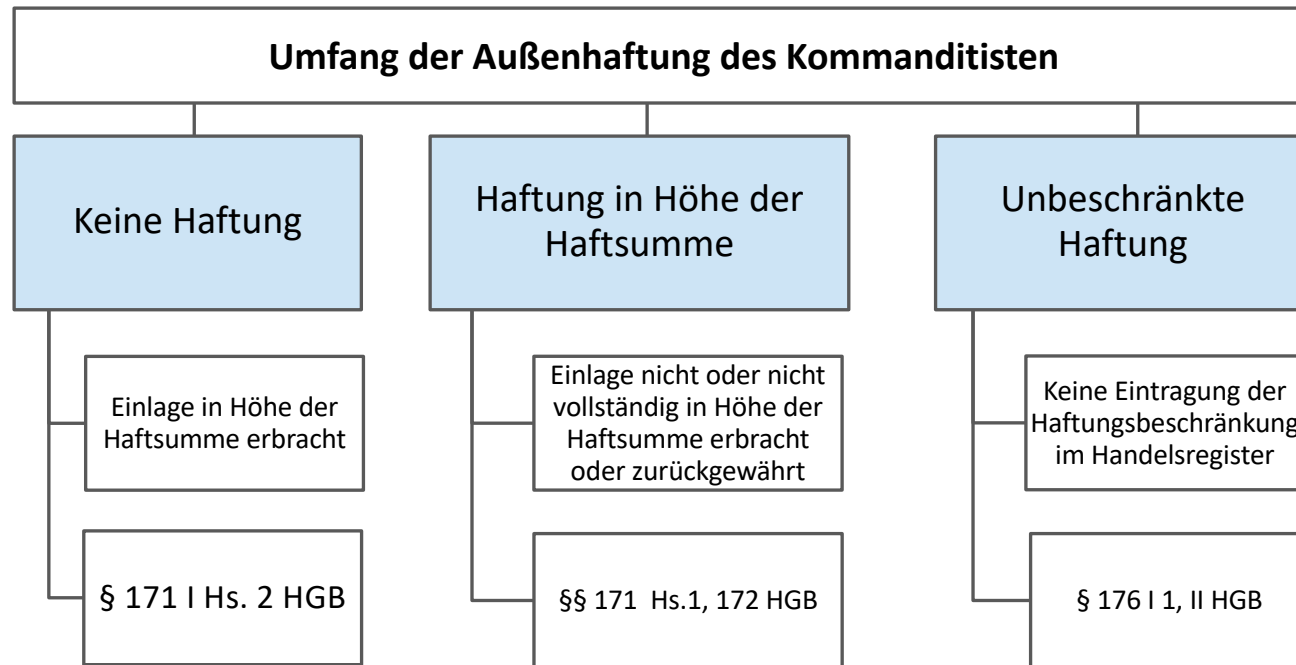 Umfang der Außenhaftung des Kommanditisten
Keine Haftung
Haftung in Höhe der
Haftsumme
Unbeschränkte
Haftung
Einlage in Höhe der
Haftsumme erbracht
Einlage nicht oder nicht
vollständig in Höhe der
Haftsumme erbracht
oder zurückgewährt
Keine Eintragung der
Haftungsbeschränkung
im Handelsregister
§ 171 I Hs. 2 HGB
§§ 171 Hs.1, 172 HGB
§ 176 I 1, II HGB